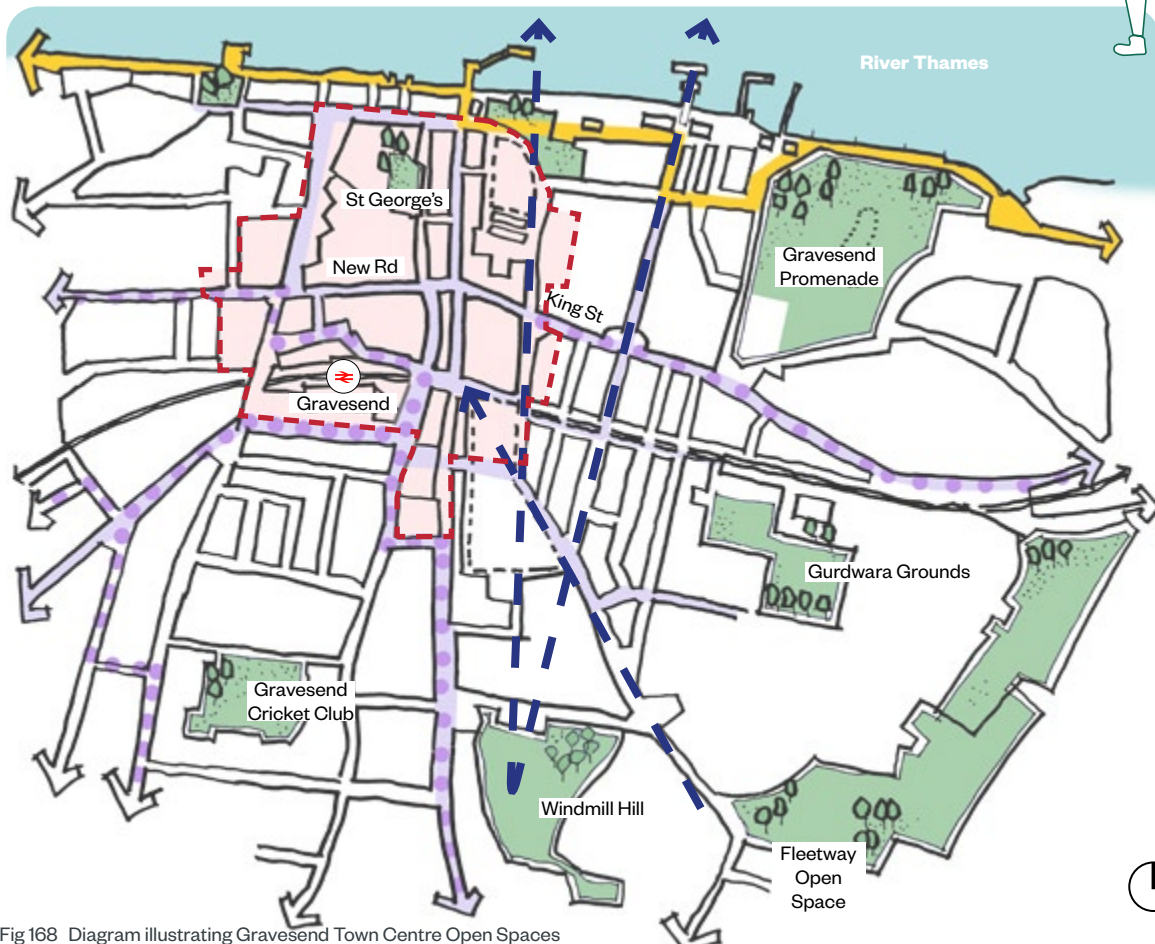 River Thames
St George's
Gravesend
Promenade
New Rd
King St
Gravesend
Gurdwara Grounds
Gravesend
Cricket Club
Windmill Hill
Fleetway
Open
Space
Fig 168 Diagram illustrating Gravesend Town Centre Open Spaces